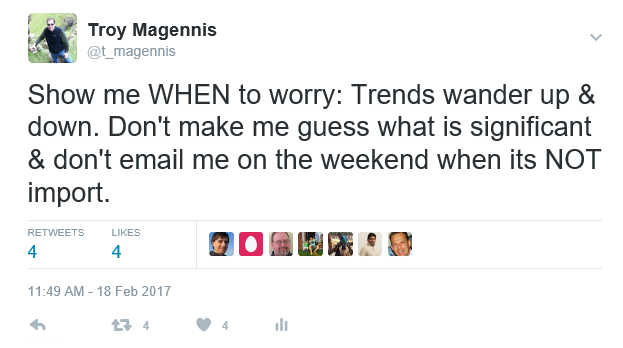 Troy Magennis
@t_magennis
Show me WHEN to worry: Trends wander up &
down. Don't make me guess what is significant
& don't email me on the weekend when its NOT
import.
RETWEETS LIKES
4 4
11:49 AM - 18 Feb 2017
4 4